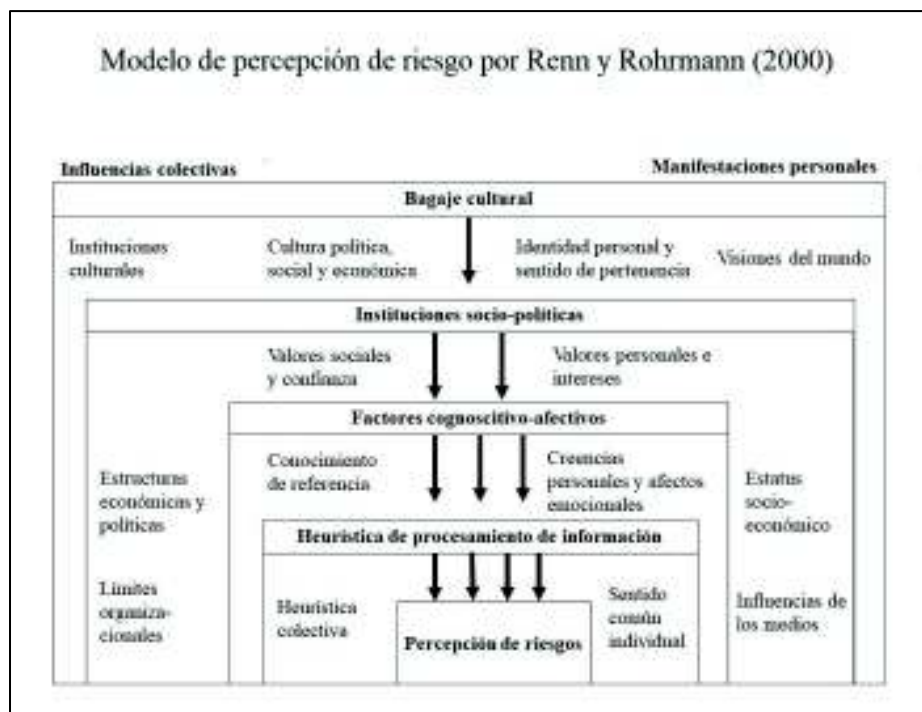 Modelo de percepción de riesgo por Renn y Rohrmann (2000)
Influencias colectivas
Manifestaciones personales
Bagaje cultural
Instituciones
culturales
Cultura política,
social y económica
Identidad personal y
sentido de pertenencia
Visiones del mundo
Instituciones socio-políticas
Valores sociales
y confianza
Valores personales e
intereses
Factores cognoscitivo-afectivos
Estructuras
económicas y
políticas
Conocimiento
de referencia
Creencias
personales y afectos
emocionales
Estatus
socio-
económico
Heurística de procesamiento de información
Límites
organiza-
cionales
Heurística
colectiva
Percepción de riesgos
Sentido
común
individual
Influencias de
los medios